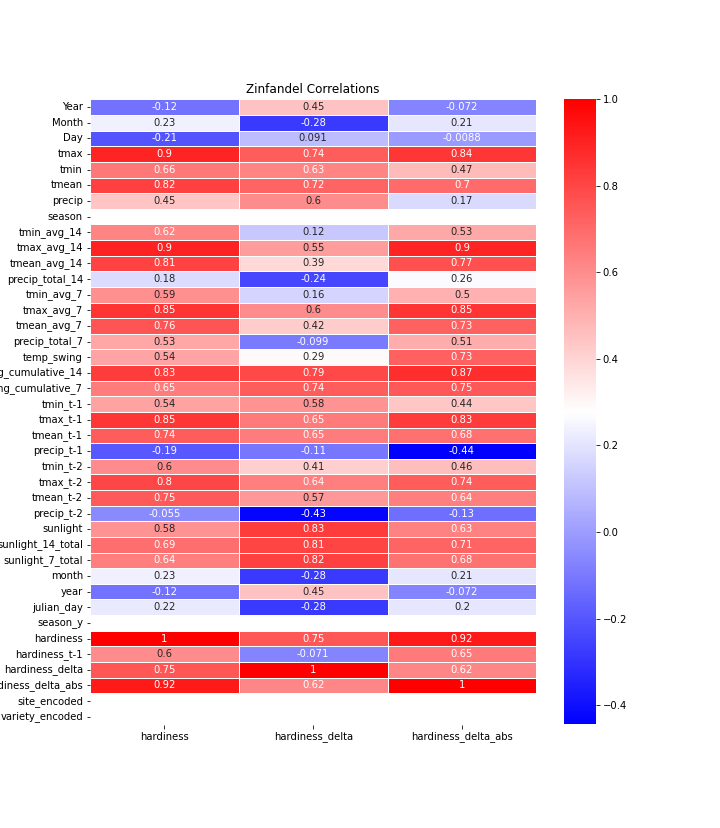 Zinfandel Correlations
Year -0.12 0.45 -0.072
Month 0.23 -0.28 0.21
Day -0.21 0.091 -0.0088
tmax 0.9 0.74 0.84
tmin 0.66 0.63 0.47
tmean 0.82 0.72 0.7
precip 0.45 0.6 0.17
season
tmin_avg_14 0.62 0.12 0.53
tmax_avg_14 0.9 0.55 0.9
tmean_avg_14 0.81 0.39 0.77
precip_total_14 0.18 -0.24 0.26
tmin_avg_7 0.59 0.16 0.5
tmax_avg_7 0.85 0.6 0.85
tmean_avg_7 0.76 0.42 0.73
precip_total_7 0.53 -0.099 0.51
temp_swing 0.54 0.29 0.73
ng_cumulative_14 0.83 0.79 0.87
ng_cumulative_7 0.65 0.74 0.75
tmin_t-1 0.54 0.58 0.44
tmax_t-1 0.85 0.65 0.83
tmean_t-1 0.74 0.65 0.68
precip_t-1 -0.19 -0.11 -0.44
tmin_t-2 0.6 0.41 0.46
tmax_t-2 0.8 0.64 0.74
tmean_t-2 0.75 0.57 0.64
precip_t-2 -0.055 -0.43 -0.13
sunlight 0.58 0.83 0.63
sunlight_14_total 0.69 0.81 0.71
sunlight_7_total 0.64 0.82 0.68
month 0.23 -0.28 0.21
year -0.12 0.45 -0.072
julian_day 0.22 -0.28 0.2
season_y
hardiness 1 0.75 0.92
hardiness_t-1 0.6 -0.071 0.65
hardiness_delta 0.75 1 0.62
diness_delta_abs 0.92 0.62 1
site_encoded
variety_encoded
hardiness hardiness_delta hardiness_delta_abs
1.0
0.8
0.6
0.4
0.2
0.0
−0.2
−0.4